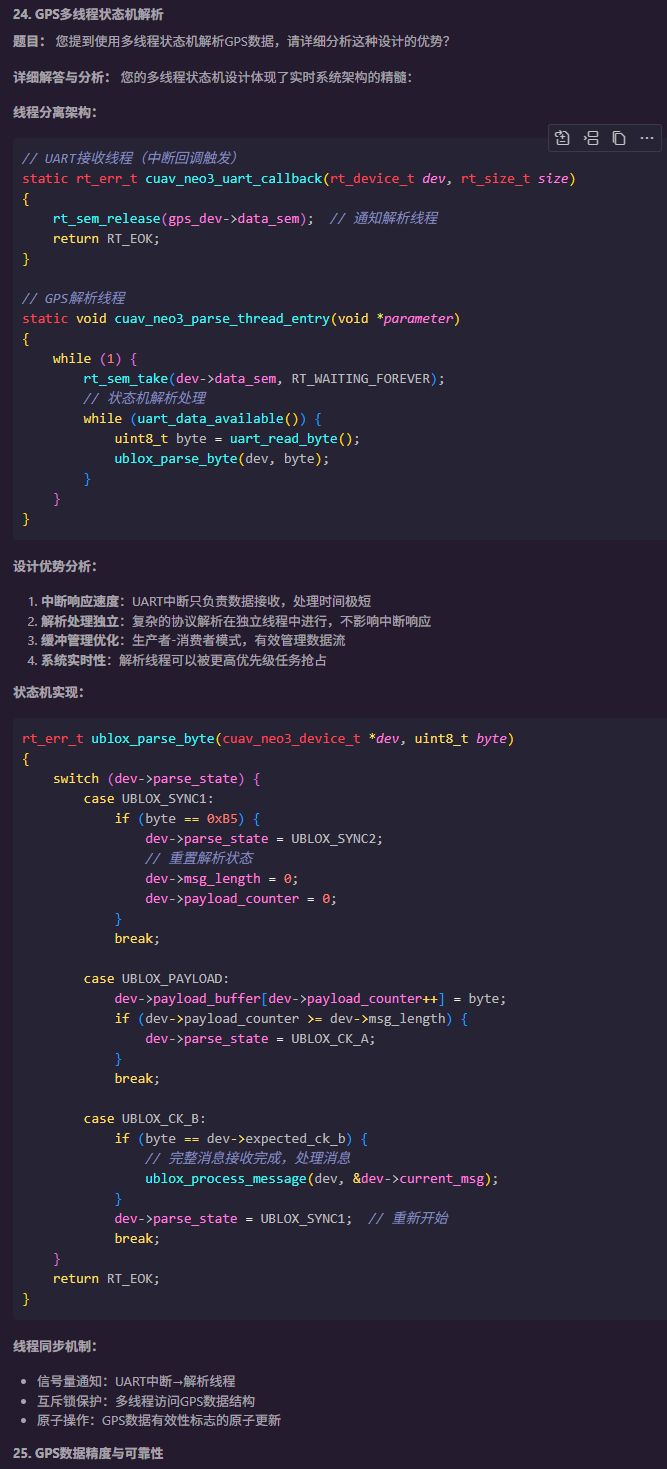 24. GPS多线程状态机解析
题目： 您提到使用多线程状态机解析GPS数据，请详细分析这种设计的优势？
详细解答与分析： 您的多线程状态机设计体现了实时系统架构的精髓：
线程分离架构：
// UART接收线程（中断回调触发）
static rt_err_t cuav_neo3_uart_callback(rt_device_t dev, rt_size_t size)
{
    rt_sem_release(gps_dev->data_sem);  // 通知解析线程
    return RT_EOK;
}

// GPS解析线程
static void cuav_neo3_parse_thread_entry(void *parameter)
{
    while (1) {
        rt_sem_take(dev->data_sem, RT_WAITING_FOREVER);
        // 状态机解析处理
        while (uart_data_available()) {
            uint8_t byte = uart_read_byte();
            ublox_parse_byte(dev, byte);
        }
    }
}
设计优势分析：
1. 中断响应速度：UART中断只负责数据接收，处理时间极短
2. 解析处理独立：复杂的协议解析在独立线程中进行，不影响中断响应
3. 缓冲管理优化：生产者-消费者模式，有效管理数据流
4. 系统实时性：解析线程可以被更高优先级任务抢占
状态机实现：
rt_err_t ublox_parse_byte(cuav_neo3_device_t *dev, uint8_t byte)
{
    switch (dev->parse_state) {
        case UBLOX_SYNC1:
            if (byte == 0xB5) {
                dev->parse_state = UBLOX_SYNC2;
                // 重置解析状态
                dev->msg_length = 0;
                dev->payload_counter = 0;
            }
            break;

        case UBLOX_PAYLOAD:
            dev->payload_buffer[dev->payload_counter++] = byte;
            if (dev->payload_counter >= dev->msg_length) {
                dev->parse_state = UBLOX_CK_A;
            }
            break;

        case UBLOX_CK_B:
            if (byte == dev->expected_ck_b) {
                // 完整消息接收完成，处理消息
                ublox_process_message(dev, &dev->current_msg);
            }
            dev->parse_state = UBLOX_SYNC1;  // 重新开始
            break;
    }
    return RT_EOK;
}
线程同步机制：
• 信号量通知：UART中断→解析线程
• 互斥锁保护：多线程访问GPS数据结构
• 原子操作：GPS数据有效性标志的原子更新
25. GPS数据精度与可靠性